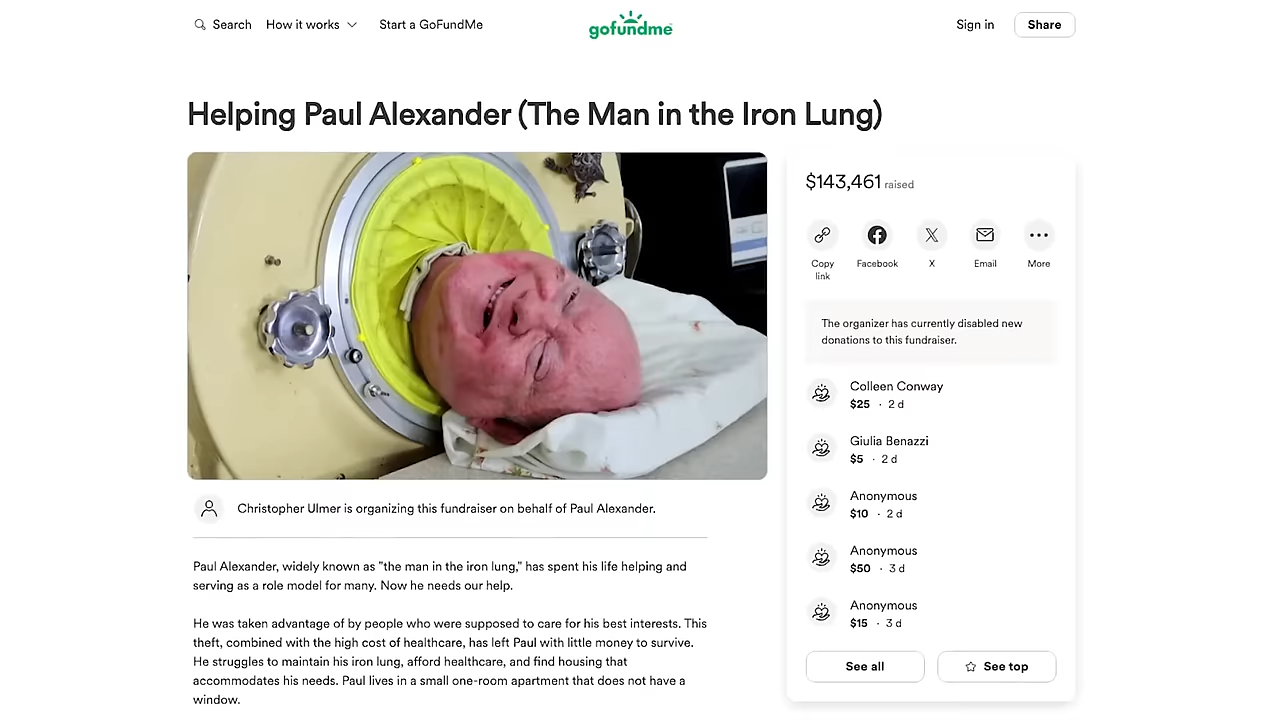 Search How it works Start a GoFundMe gofundme Sign in Share
Helping Paul Alexander (The Man in the Iron Lung)
$143,461 raised
Copy link Facebook X Email More
The organizer has currently disabled new
donations to this fundraiser.
Colleen Conway
$25 · 2 d
Giulia Benazzi
$5 · 2 d
Anonymous
$10 · 2 d
Anonymous
$50 · 3 d
Anonymous
$15 · 3 d
See all See top
Christopher Ulmer is organizing this fundraiser on behalf of Paul Alexander.
Paul Alexander, widely known as "the man in the iron lung," has spent his life helping and
serving as a role model for many. Now he needs our help.
He was taken advantage of by people who were supposed to care for his best interests. This
theft, combined with the high cost of healthcare, has left Paul with little money to survive.
He struggles to maintain his iron lung, afford healthcare, and find housing that
accommodates his needs. Paul lives in a small one-room apartment that does not have a
window.